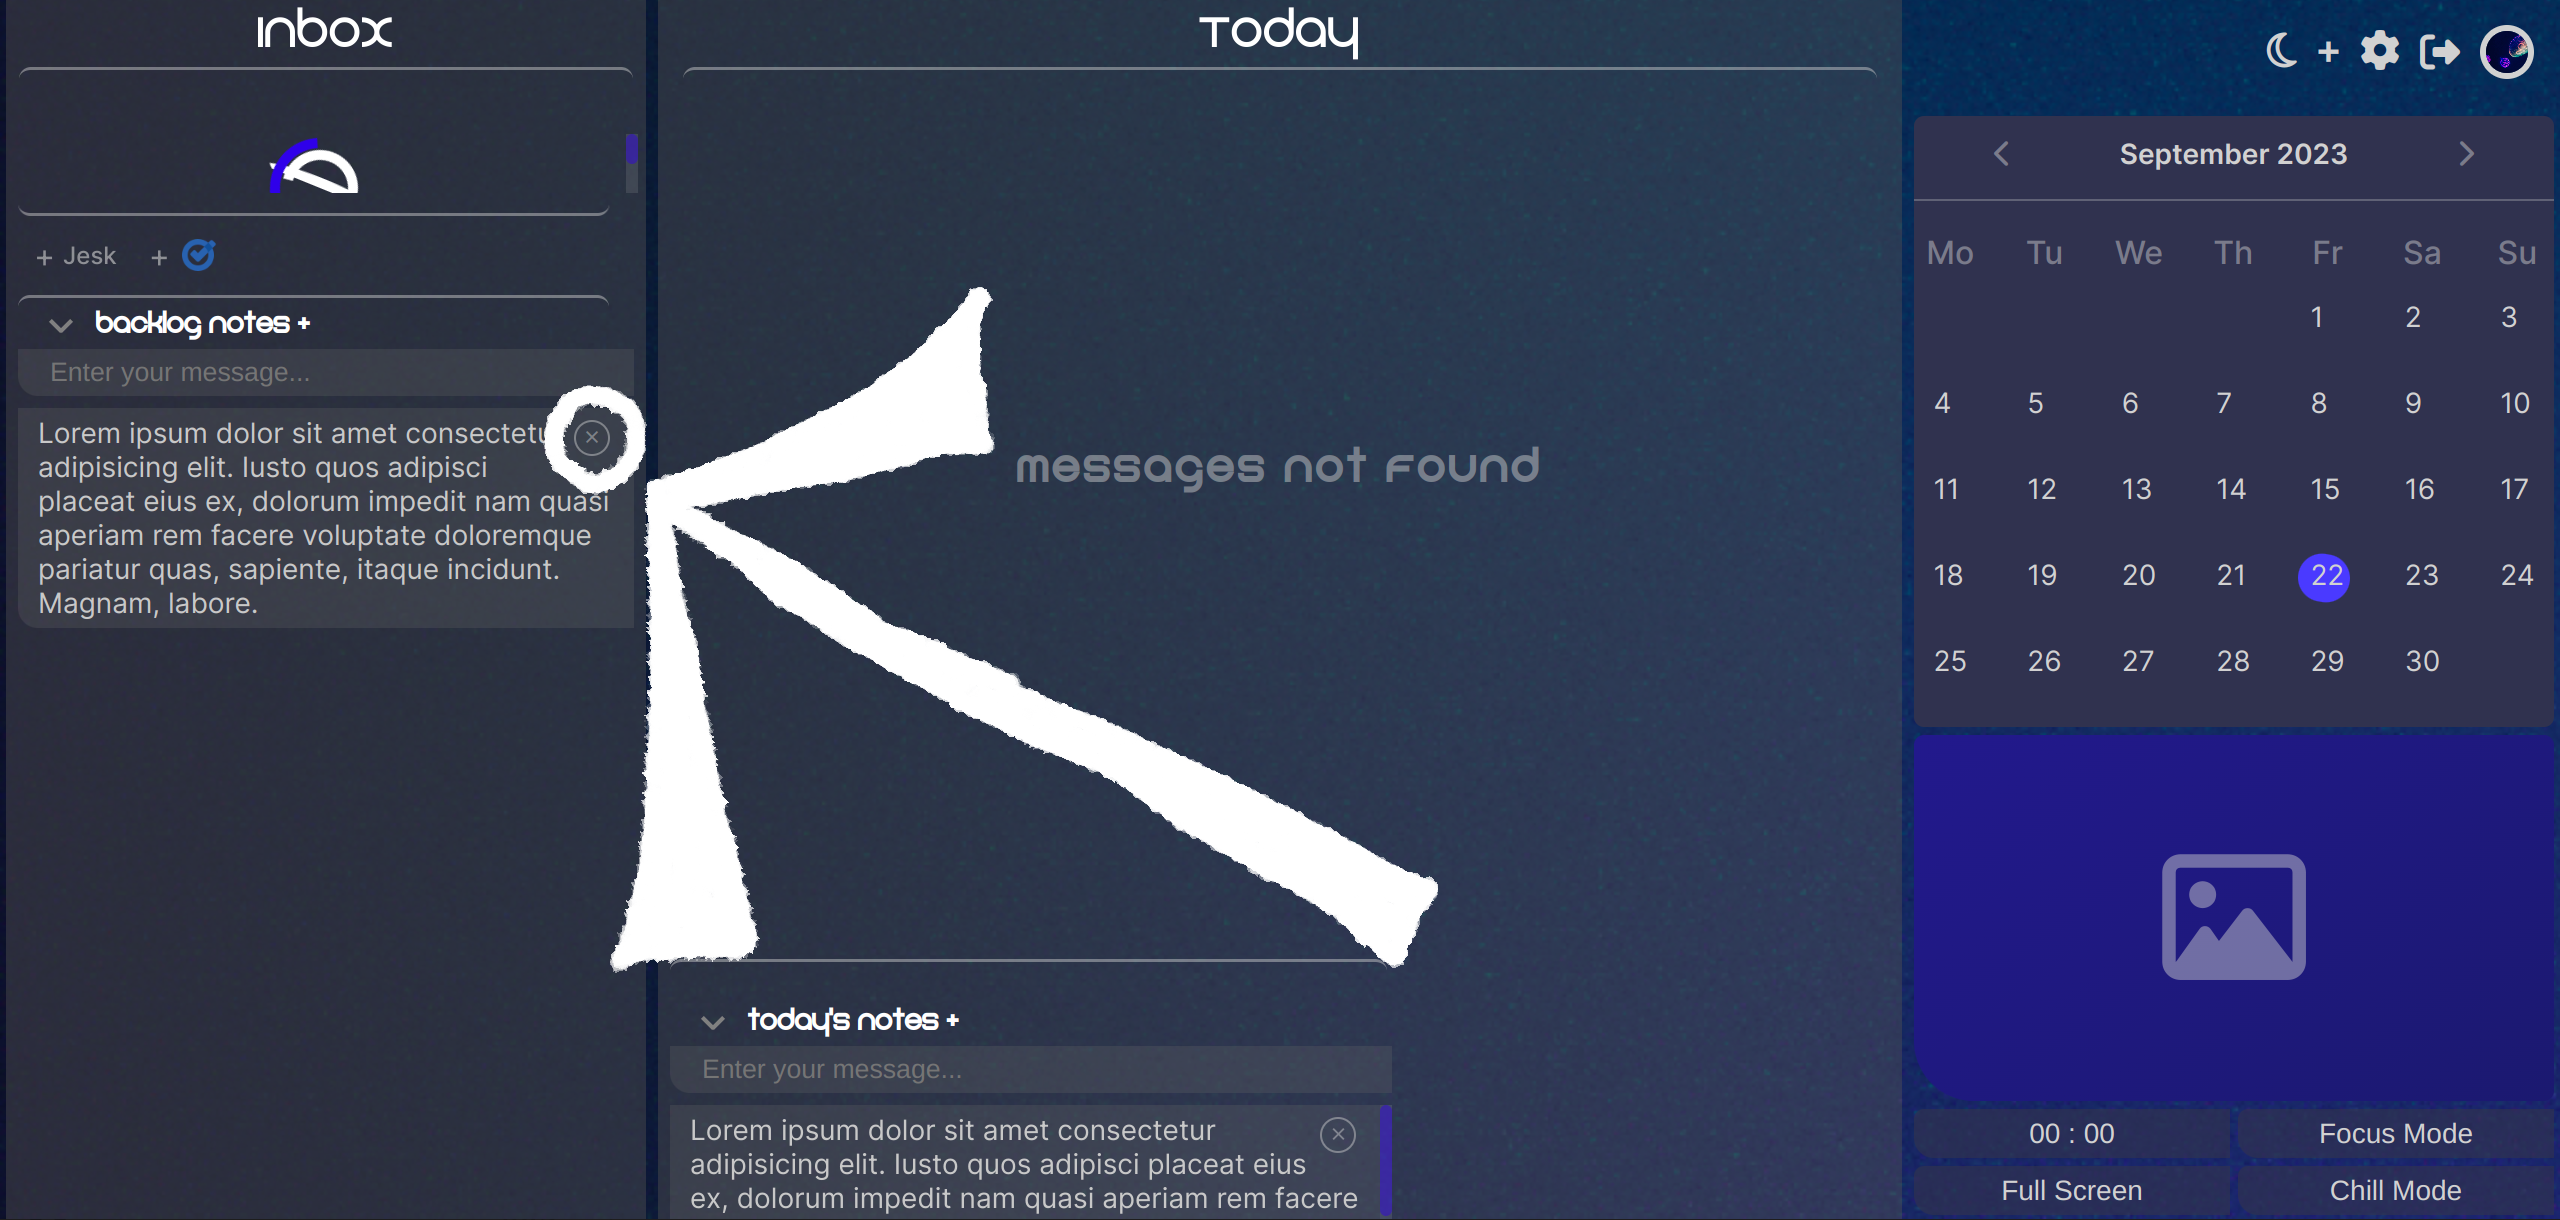 Inbox
+ Jesk +
backlog notes +
Enter your message...
Lorem ipsum dolor sit amet consectetu
adipisicing elit. Iusto quos adipisci
placeat eius ex, dolorum impedit nam quasi
aperiam rem facere voluptate doloremque
pariatur quas, sapiente, itaque incidunt.
Magnam, labore.
Today
messages not found
today's notes +
Enter your message...
Lorem ipsum dolor sit amet consectetur
adipisicing elit. Iusto quos adipisci placeat eius
ex, dolorum impedit nam quasi aperiam rem facere
September 2023
Mo Tu We Th Fr Sa Su
1 2 3
4 5 6 7 8 9 10
11 12 13 14 15 16 17
18 19 20 21 22 23 24
25 26 27 28 29 30
00 : 00
Focus Mode
Full Screen
Chill Mode